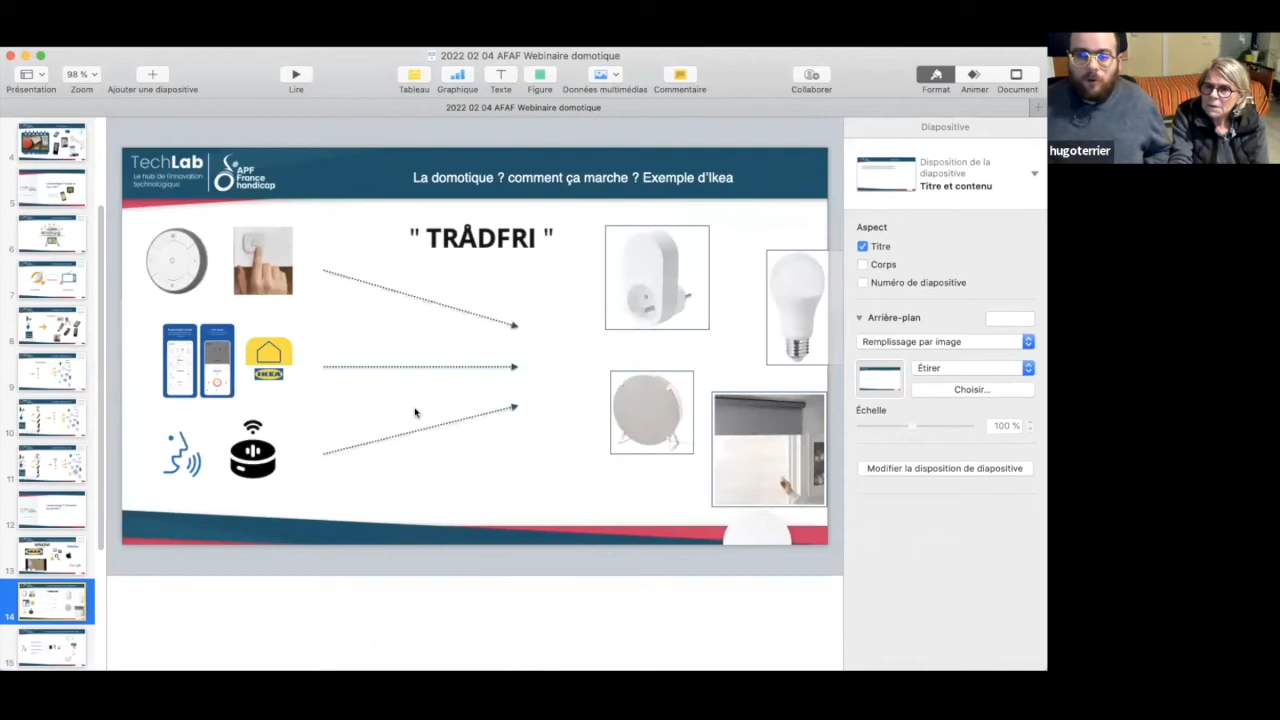 2022 02 04 AFAF Webinaire domotique
98 %
Présentation
Zoom
Ajouter une diapositive
Lire
Tableau
Graphique
Texte
Figure
Données multimédias
Commentaire
Collaborer
Format
Animer
Document
2022 02 04 AFAF Webinaire domotique
hugoterrier
4
5
6
7
8
9
10
11
12
13
14
15
TechLab
Le hub de l'innovation
technologique
APF
France
handicap
La domotique ? comment ça marche ? Exemple d'Ikea
" TRÅDFRI "
IKEA
Diapositive
Disposition de la
diapositive
Titre et contenu
Aspect
Titre
Corps
Numéro de diapositive
Arrière-plan
Remplissage par image
Étirer
Choisir...
Échelle
100 %
Modifier la disposition de diapositive